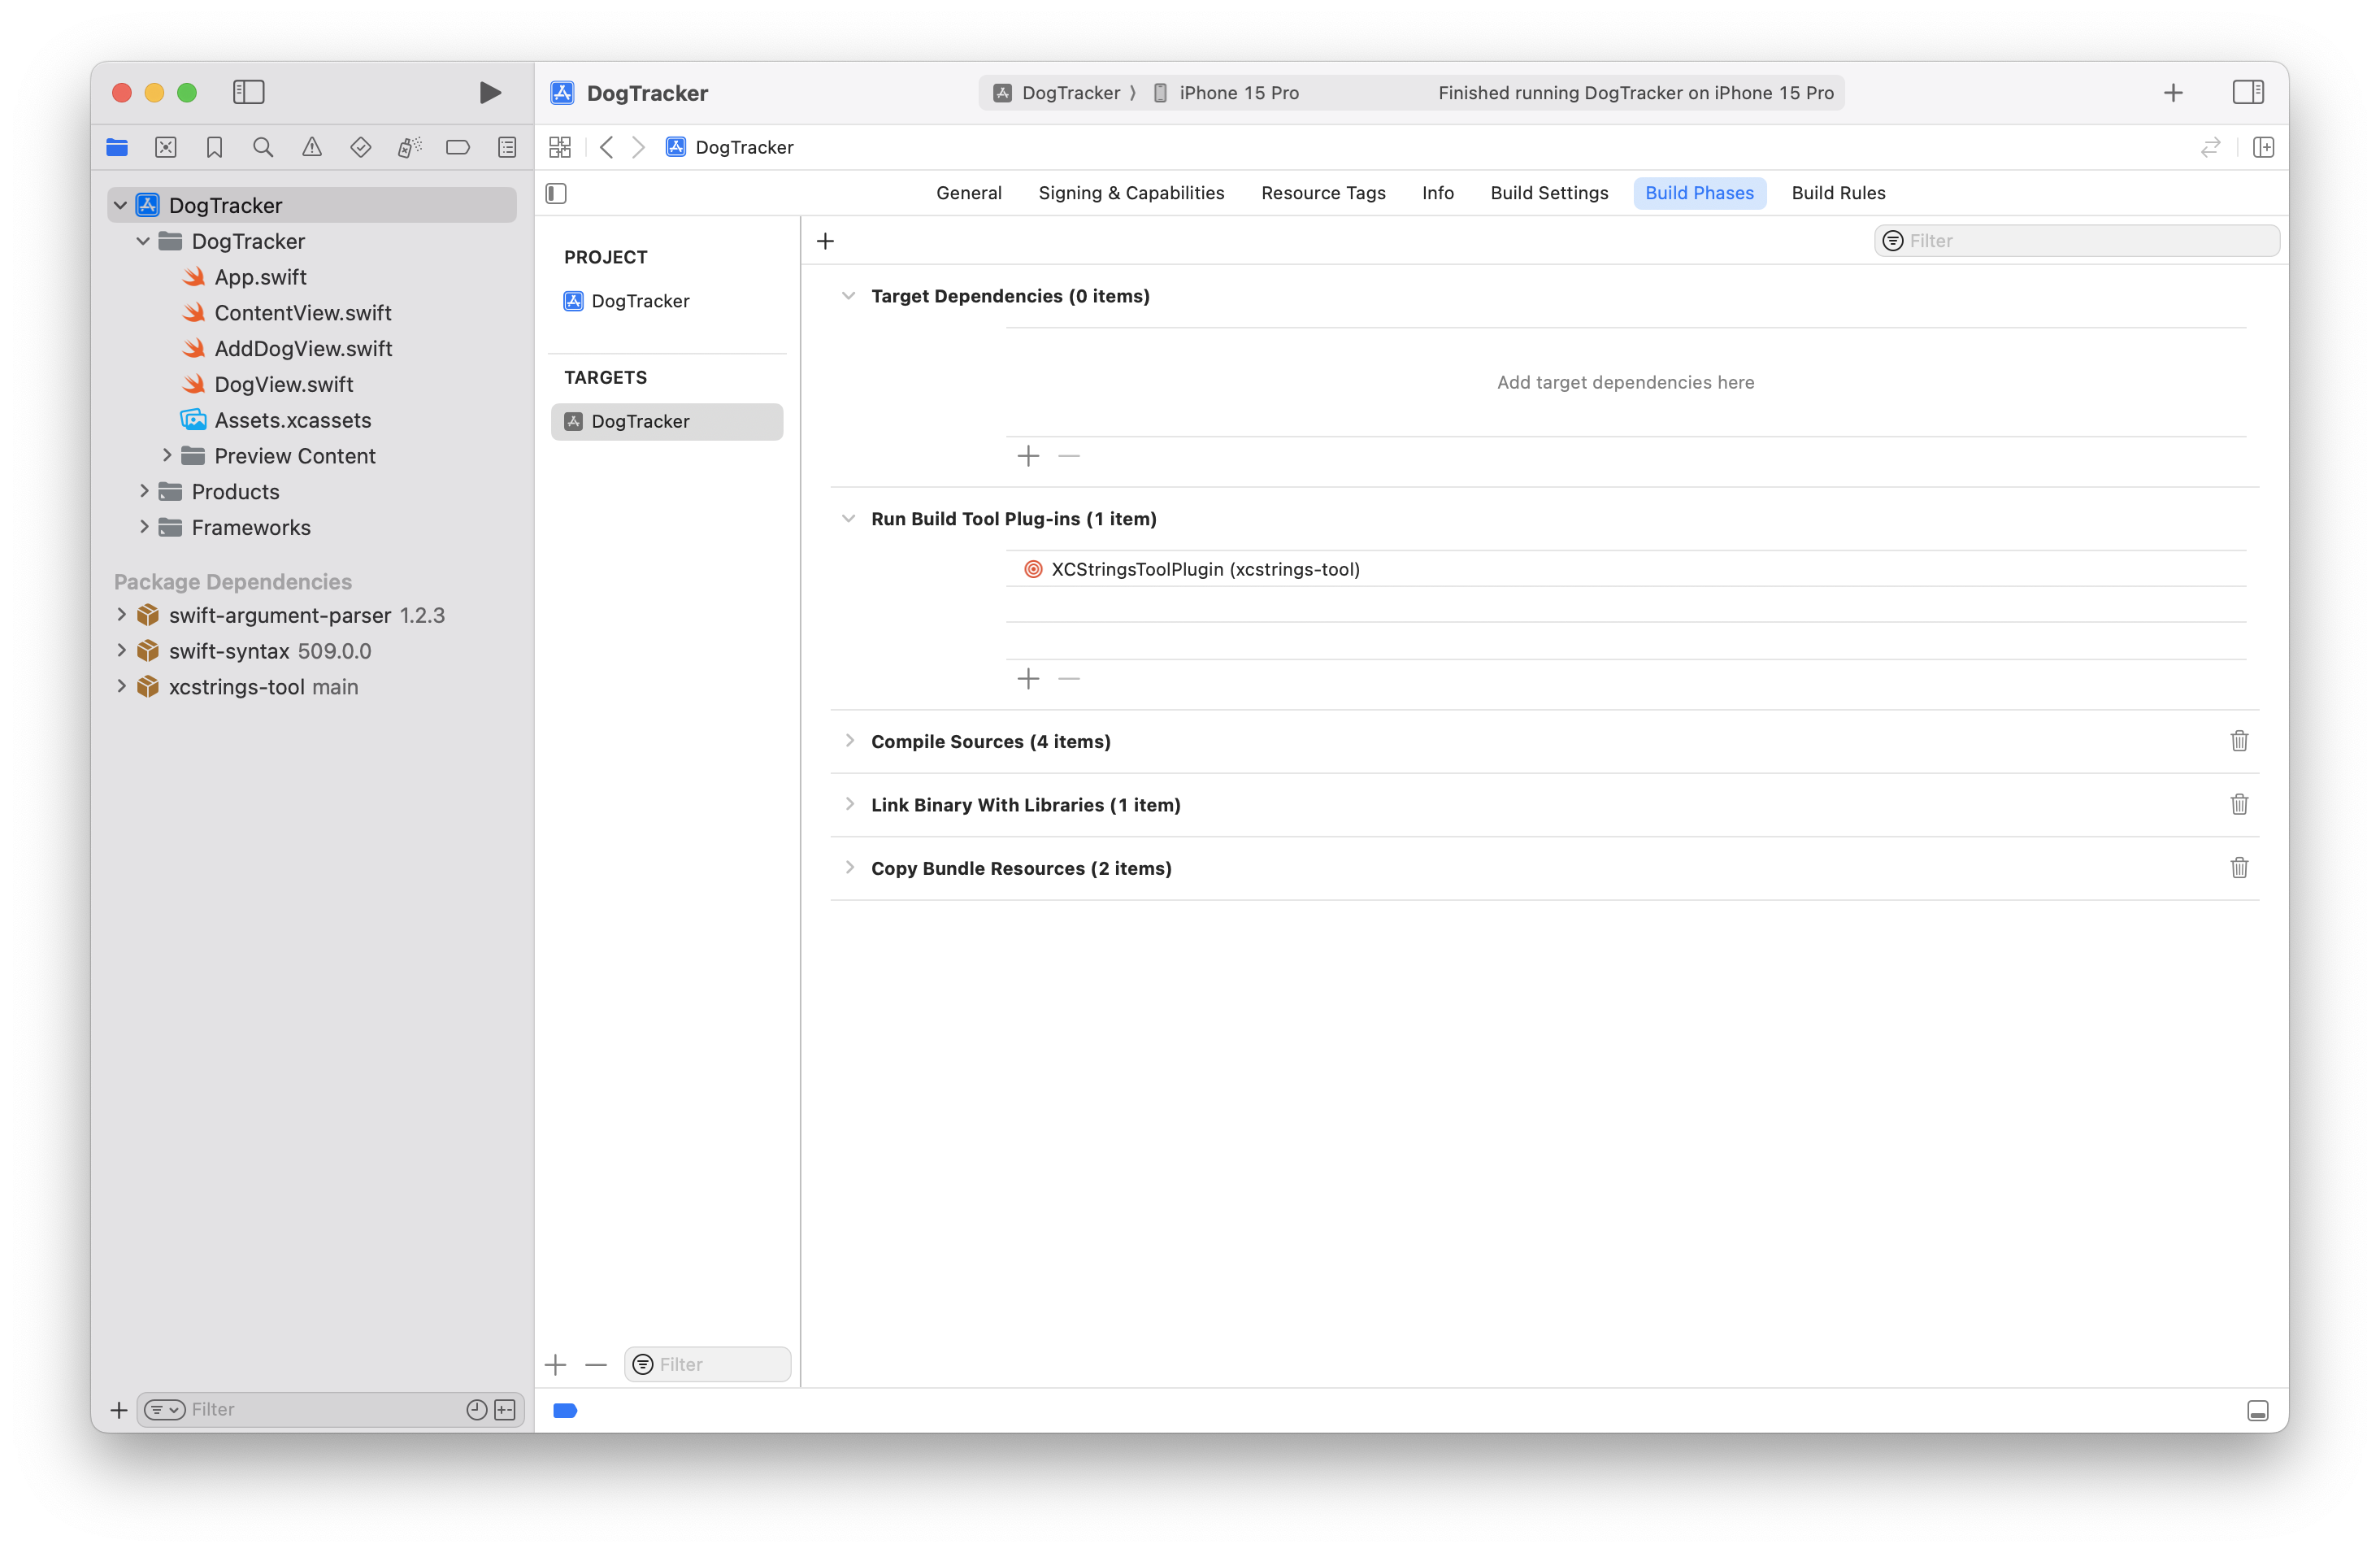 DogTracker
DogTracker
iPhone 15 Pro
Finished running DogTracker on iPhone 15 Pro
DogTracker
General
Signing & Capabilities
Resource Tags
Info
Build Settings
Build Phases
Build Rules
DogTracker
DogTracker
App.swift
ContentView.swift
AddDogView.swift
DogView.swift
Assets.xcassets
Preview Content
Products
Frameworks
Package Dependencies
swift-argument-parser 1.2.3
swift-syntax 509.0.0
xcstrings-tool main
Filter
PROJECT
DogTracker
TARGETS
DogTracker
Filter
Filter
Target Dependencies (0 items)
Add target dependencies here
Run Build Tool Plug-ins (1 item)
XCStringsToolPlugin (xcstrings-tool)
Compile Sources (4 items)
Link Binary With Libraries (1 item)
Copy Bundle Resources (2 items)